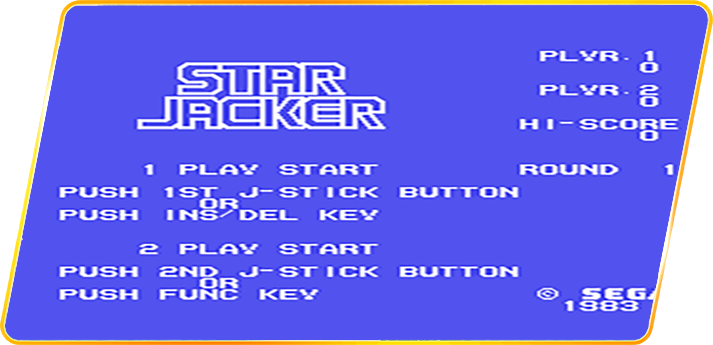 STAR
JACKER
PLYR.1
0
PLYR.2
0
HI-SCORE
0
1 PLAY START
ROUND 1
PUSH 1ST J-STICK BUTTON
OR
PUSH INS/DEL KEY
2 PLAY START
PUSH 2ND J-STICK BUTTON
OR
PUSH FUNC KEY
© SEGA
1983